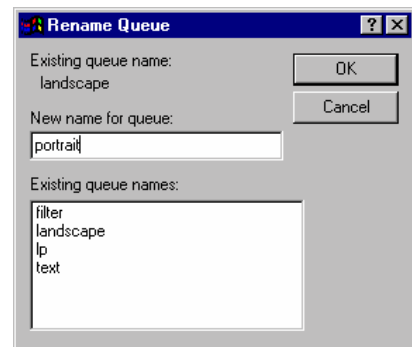 Rename Queue
Existing queue name:
landscape
OK
Cancel
New name for queue:
portrait
Existing queue names:
filter
landscape
lp
text